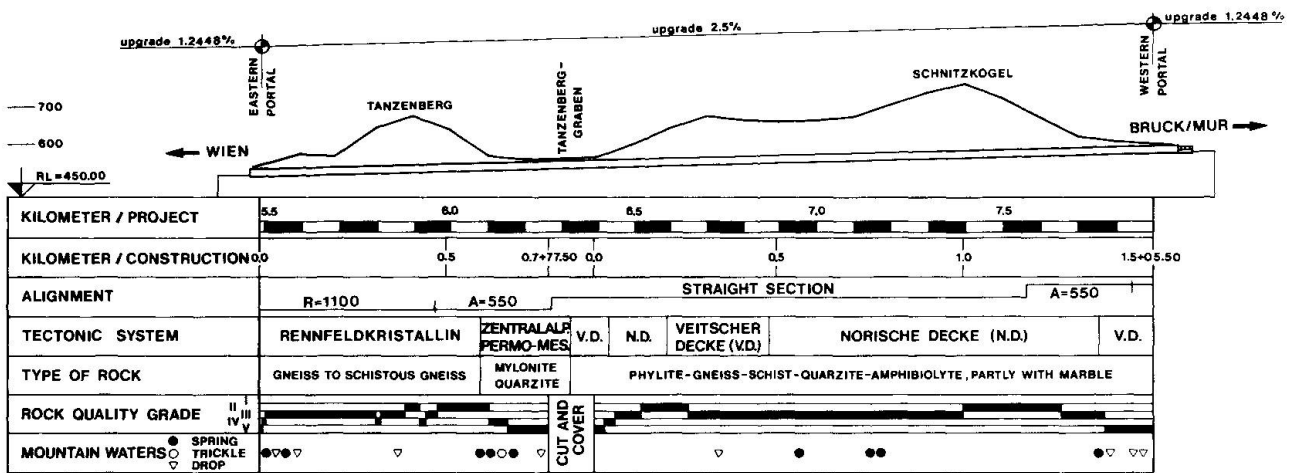 upgrade 1.2448%
upgrade 2.5%
upgrade 1.2448%
EASTERN PORTAL
TANZENBERG
TANZENBERG-GRABEN
SCHNITZKOGEL
WESTERN PORTAL
700
600
WIEN
BRUCK/MUR
RL=450.00
KILOMETER / PROJECT 5.5 6.0 6.5 7.0 7.5
KILOMETER / CONSTRUCTION 0.0 0.5 0.7+77.50 0.0 0.5 1.0 1.5+05.50
ALIGNMENT R=1100 A=550 STRAIGHT SECTION A=550
TECTONIC SYSTEM RENNFELDKRISTALLIN ZENTRALALP. PERMO-MES. V.D. N.D. VEITSCHER DECKE (V.D.) NORISCHE DECKE (N.D.) V.D.
TYPE OF ROCK GNEISS TO SCHISTOUS GNEISS MYLONITE QUARZITE PHYLITE-GNEISS-SCHIST-QUARZITE-AMPHIBIOLYTE, PARTLY WITH MARBLE
ROCK QUALITY GRADE I II III IV V
CUT AND COVER
MOUNTAIN WATERS SPRING
TRICKLE
DROP